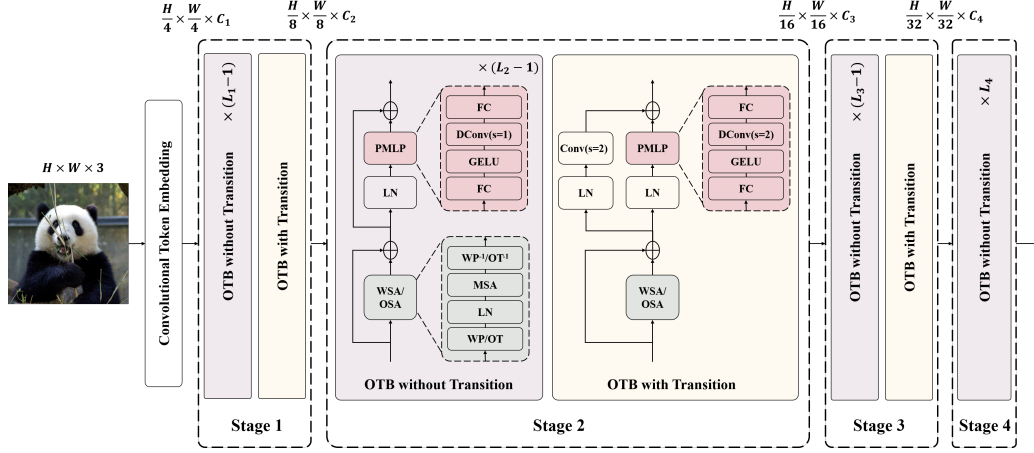 H/4 × W/4 × C₁
H/8 × W/8 × C₂
H/16 × W/16 × C₃
H/32 × W/32 × C₄
H × W × 3
Convolutional Token Embedding
OTB without Transition
× (L₁−1)
OTB with Transition
Stage 1
× (L₂ − 1)
PMLP
LN
WSA/
OSA
FC
DConv(s=1)
GELU
FC
WP⁻¹/OT⁻¹
MSA
LN
WP/OT
OTB without Transition
Conv(s=2)
PMLP
LN
LN
WSA/
OSA
FC
DConv(s=2)
GELU
FC
OTB with Transition
Stage 2
OTB without Transition
× (L₃−1)
OTB with Transition
Stage 3
OTB without Transition
× L₄
Stage 4